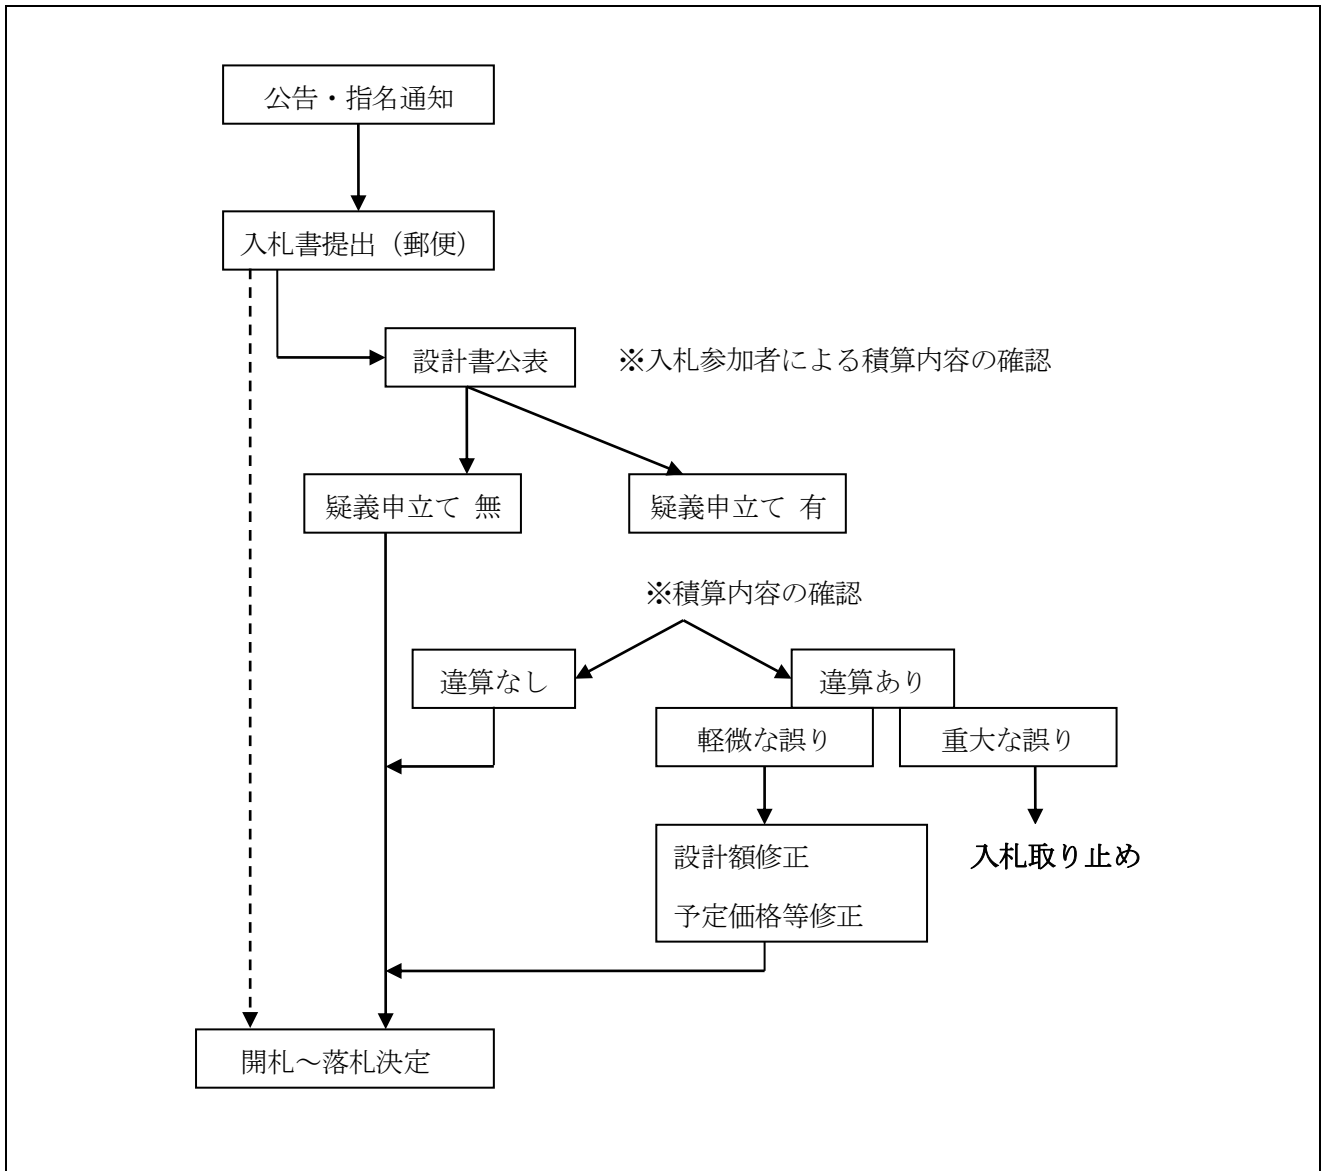 公告・指名通知
入札書提出（郵便）
設計書公表
※入札参加者による積算内容の確認
疑義申立て 無
疑義申立て 有
※積算内容の確認
違算なし
違算あり
軽微な誤り
重大な誤り
設計額修正
入札取り止め
予定価格等修正
開札～落札決定